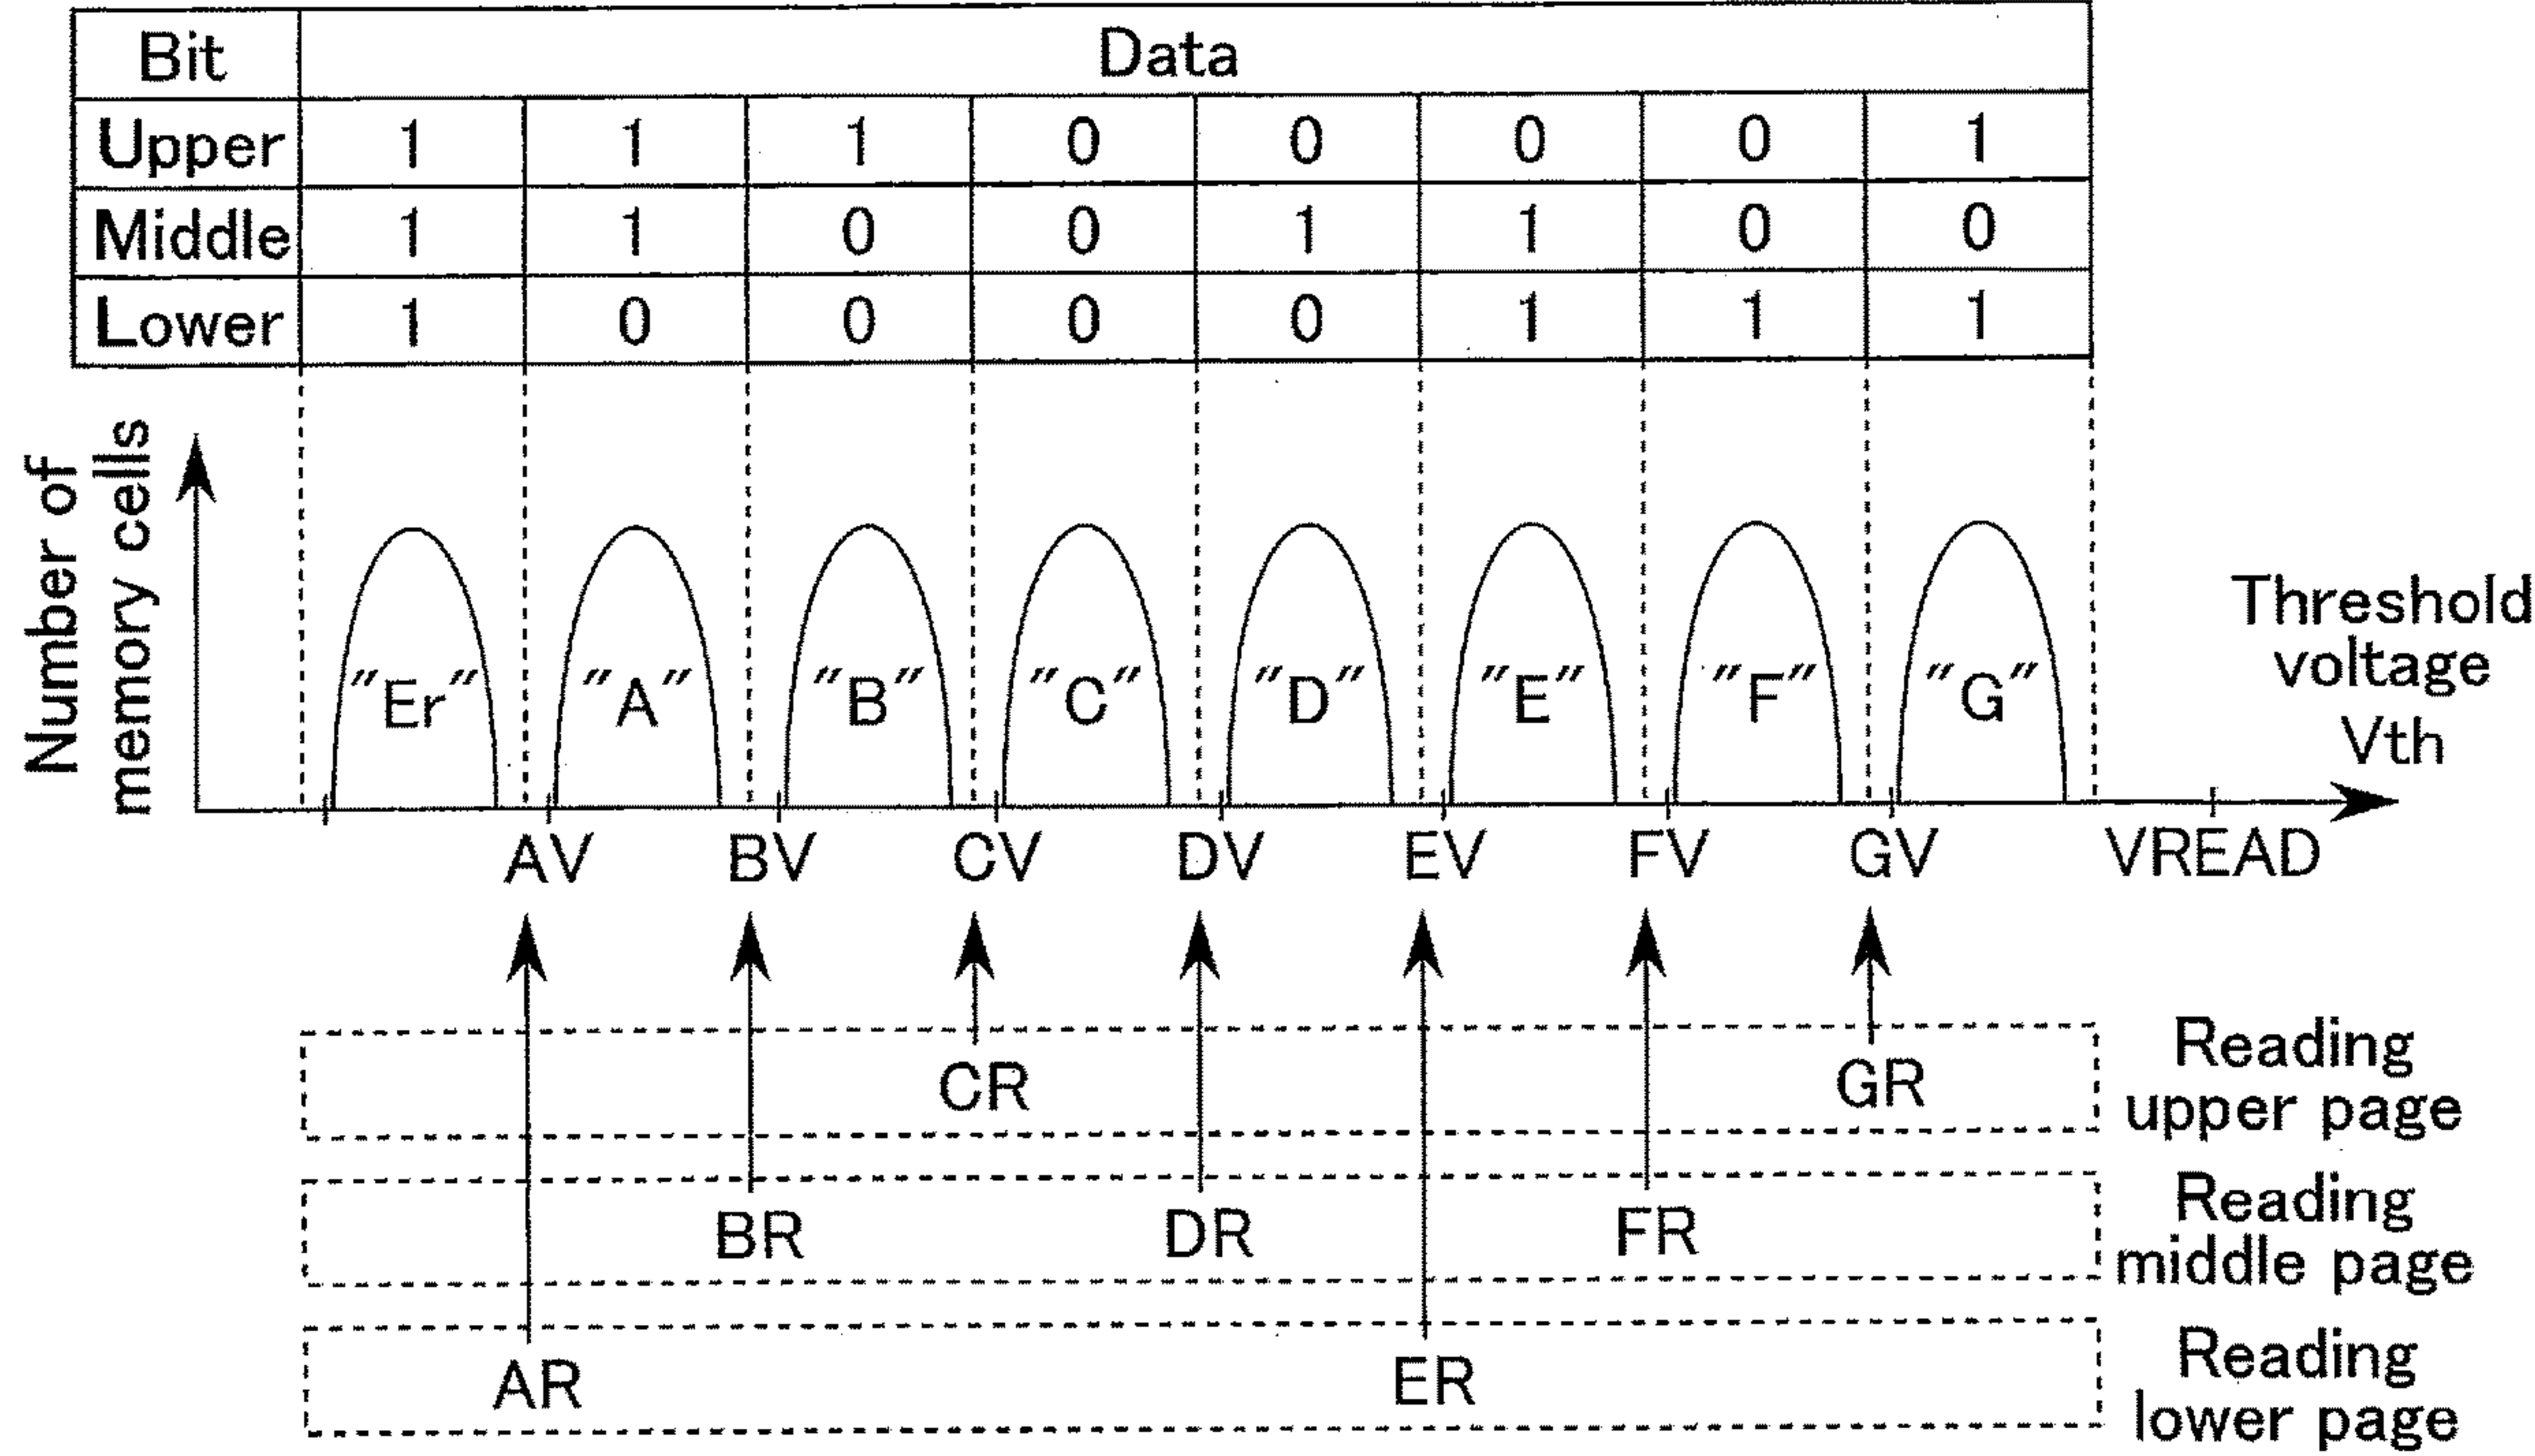 Bit Data
Upper 1 1 1 0 0 0 0 1
Middle 1 1 0 0 1 1 0 0
Lower 1 0 0 0 0 1 1 1
Number of
memory cells
"Er" "A" "B" "C" "D" "E" "F" "G"
Threshold
voltage
Vth
AV BV CV DV EV FV GV VREAD
CR GR
Reading
upper page
BR DR FR
Reading
middle page
AR ER
Reading
lower page